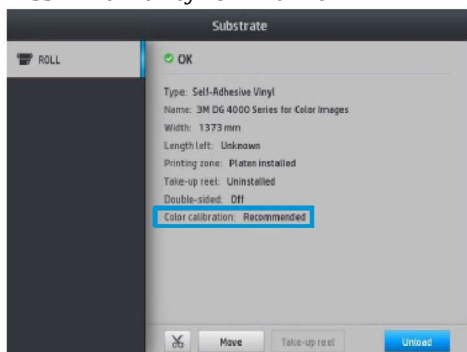 Substrate
ROLL
OK
Type: Self-Adhesive Vinyl
Name: 3M DG 4000 Series for Color Images
Width: 1373 mm
Length left: Unknown
Printing zone: Platen installed
Take-up reel: Uninstalled
Double-sided: Off
Color calibration: Recommended
Move Take-up reel Unload